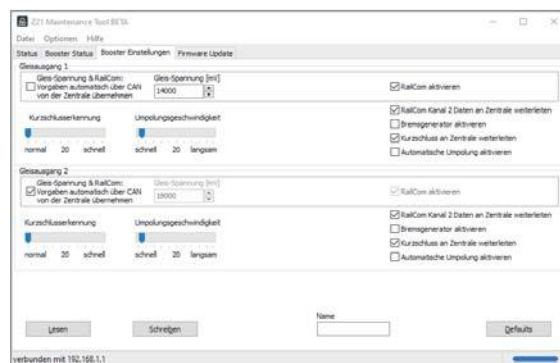 Z21 Maintenance Tool BETA
Datei Optionen Hilfe
Status Booster Status Booster Einstellungen Firmware Update
Gleisausgang 1
Gleis-Spannung & RailCom:
Vorgaben automatisch über CAN
von der Zentrale übernehmen
Gleis-Spannung [mV]
14000
RailCom aktivieren
Kurzschlusserkennung
normal 20 schnell
Umpolungsgeschwindigkeit
schnell 20 langsam
RailCom Kanal 2 Daten an Zentrale weiterleiten
Bremsgenerator aktivieren
Kurzschluss an Zentrale weiterleiten
Automatische Umpolung aktivieren
Gleisausgang 2
Gleis-Spannung & RailCom:
Vorgaben automatisch über CAN
von der Zentrale übernehmen
Gleis-Spannung [mV]
18000
RailCom aktivieren
Kurzschlusserkennung
normal 20 schnell
Umpolungsgeschwindigkeit
schnell 20 langsam
RailCom Kanal 2 Daten an Zentrale weiterleiten
Bremsgenerator aktivieren
Kurzschluss an Zentrale weiterleiten
Automatische Umpolung aktivieren
Lesen
Schreiben
Name
Defaults
verbunden mit 192.168.1.1